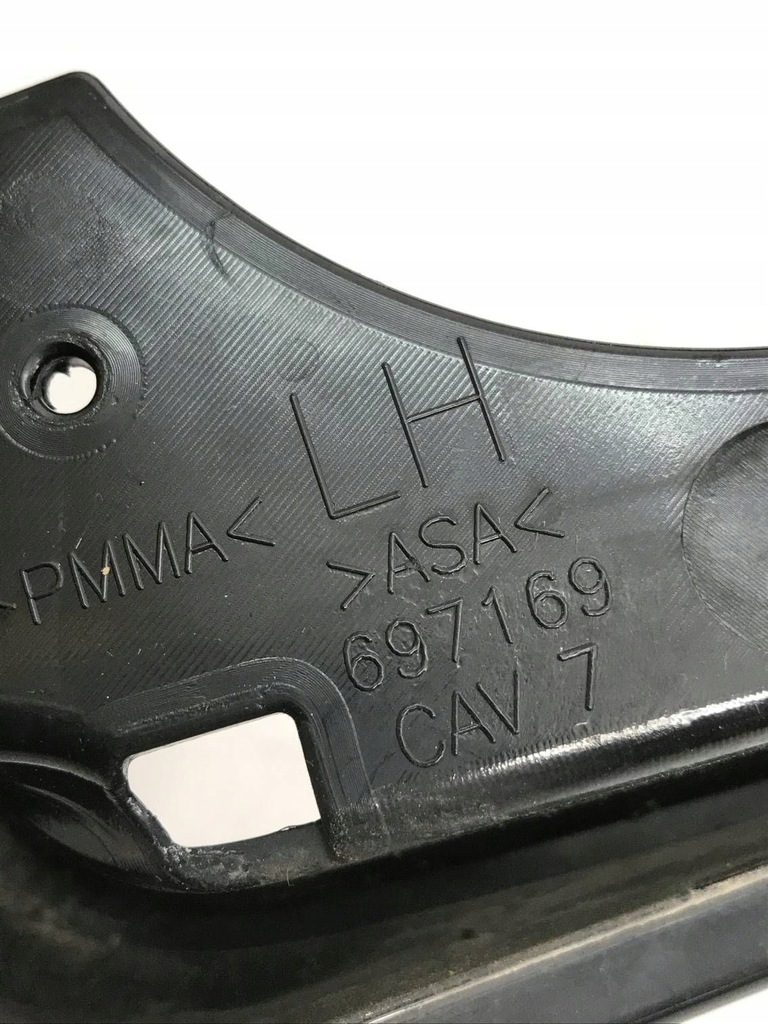 LH
>PMMA< >ASA<
697169
CAV 7